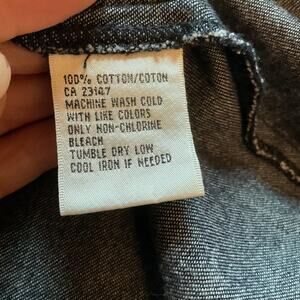 100% COTTON/COTON
CA 23147
MACHINE WASH COLD
WITH LIKE COLORS
ONLY NON-CHLORINE
BLEACH
TUMBLE DRY LOW
COOL IRON IF NEEDED